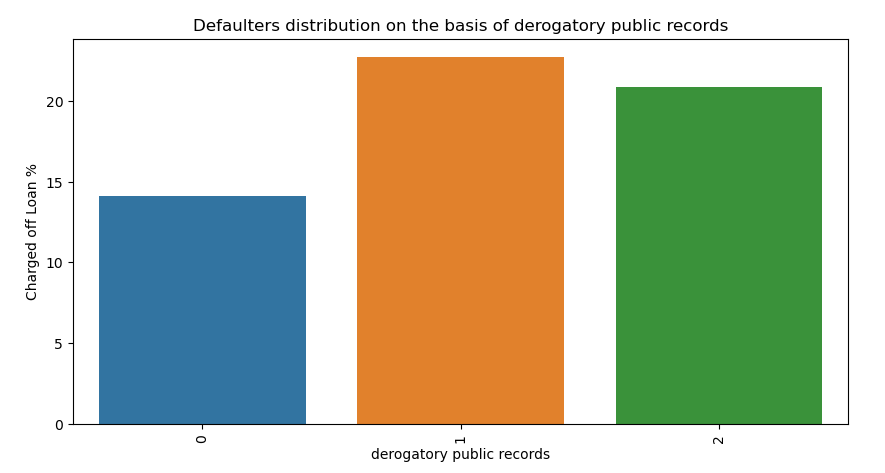 Defaulters distribution on the basis of derogatory public records
Charged off Loan %
20
15
10
5
0
0
1
2
derogatory public records